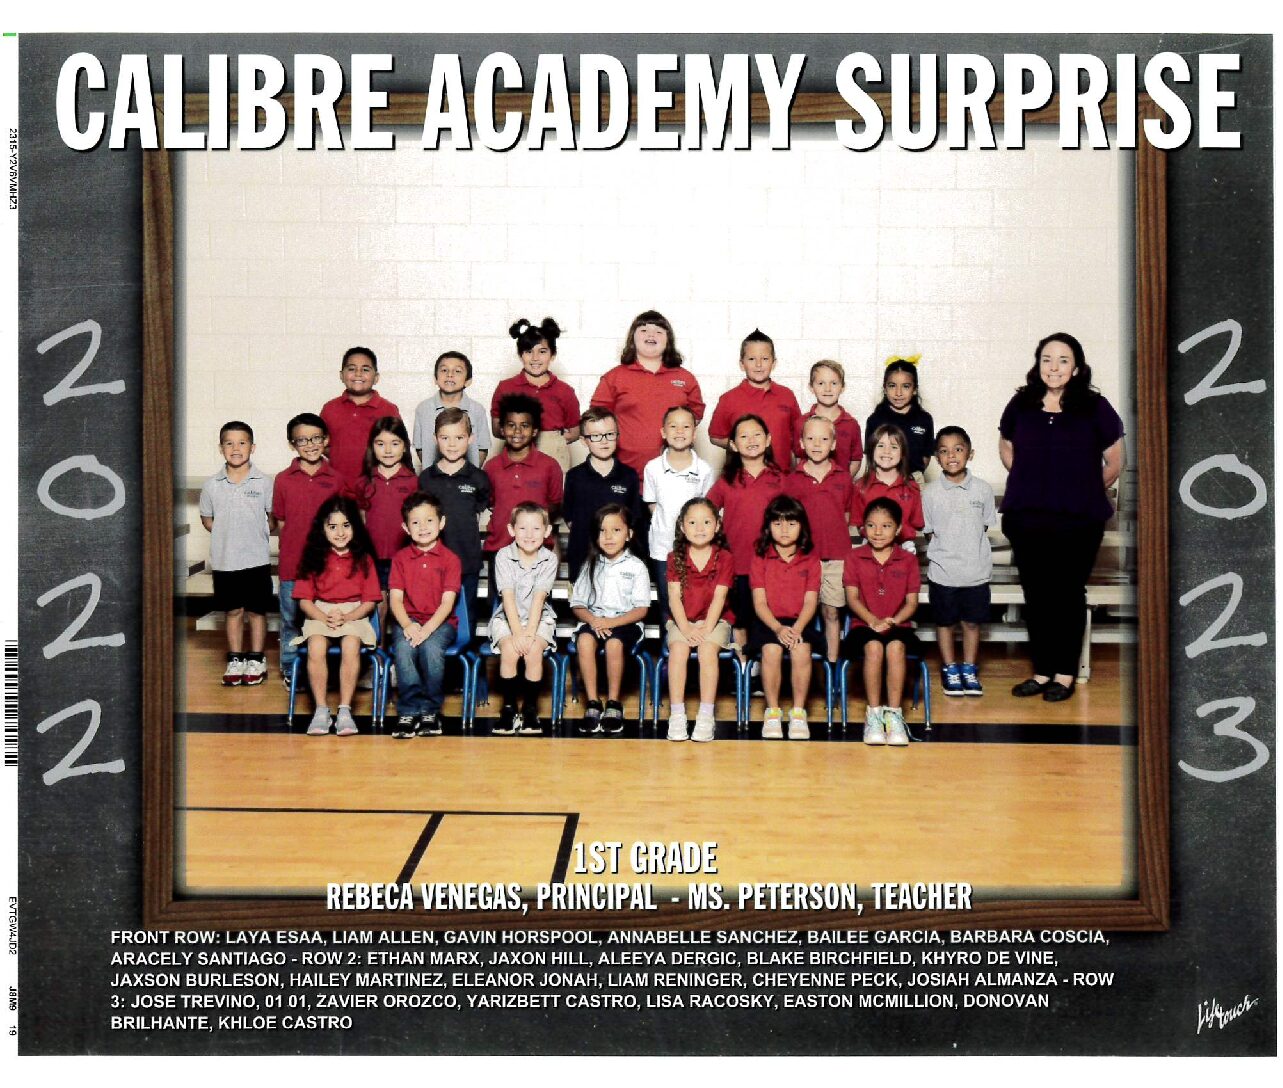 CALIBRE ACADEMY SURPRISE
2022
2023
1ST GRADE
REBECA VENEGAS, PRINCIPAL - MS. PETERSON, TEACHER
FRONT ROW: LAYA ESAA, LIAM ALLEN, GAVIN HORSPOOL, ANNABELLE SANCHEZ, BAILEE GARCIA, BARBARA COSCIA,
ARACELY SANTIAGO - ROW 2: ETHAN MARX, JAXON HILL, ALEEYA DERGIC, BLAKE BIRCHFIELD, KHYRO DE VINE,
JAXSON BURLESON, HAILEY MARTINEZ, ELEANOR JONAH, LIAM RENINGER, CHEYENNE PECK, JOSIAH ALMANZA - ROW
3: JOSE TREVINO, 01 01, ZAVIER OROZCO, YARIZBETT CASTRO, LISA RACOSKY, EASTON MCMILLION, DONOVAN
BRILHANTE, KHLOE CASTRO
Lifetouch
2315-Y2V6VMHZ3
EVTGW4JD2
19